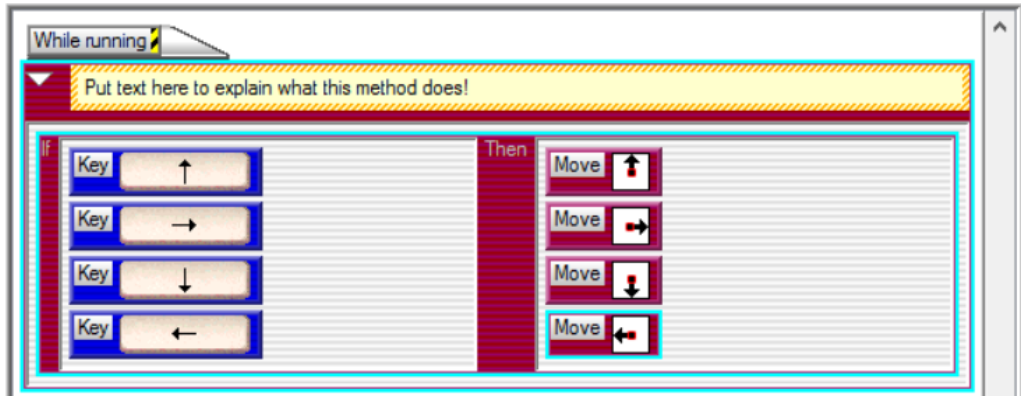 While running
Put text here to explain what this method does!
If
Then
Key
Move
Key
Move
Key
Move
Key
Move